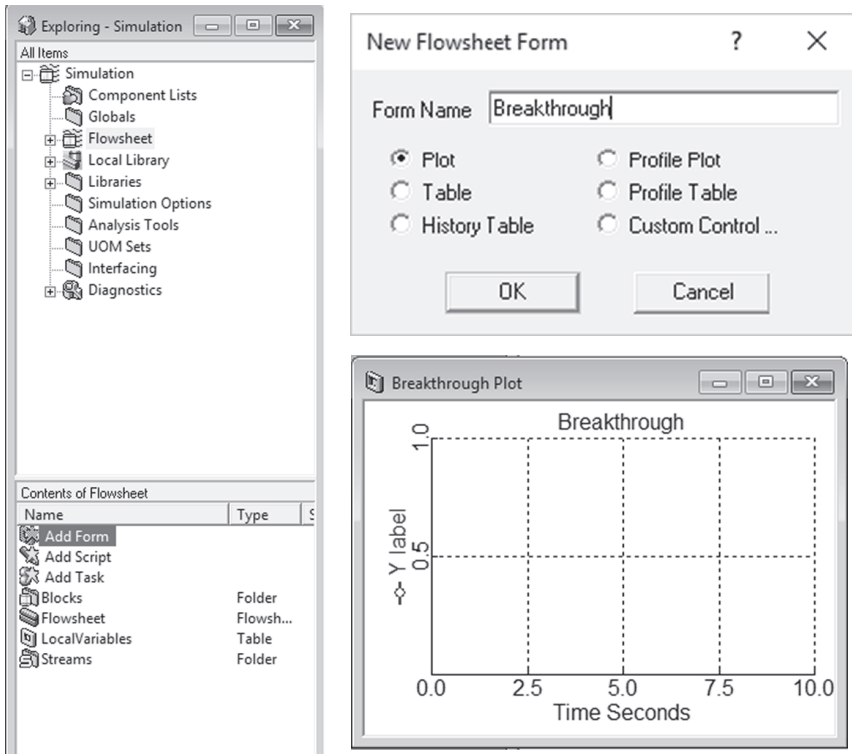 Exploring - Simulation
All Items
Simulation
Component Lists
Globals
Flowsheet
Local Library
Libraries
Simulation Options
Analysis Tools
UOM Sets
Interfacing
Diagnostics
Contents of Flowsheet
Name Type S
Add Form
Add Script
Add Task
Blocks Folder
Flowsheet Flowsh...
LocalVariables Table
Streams Folder
New Flowsheet Form ?
Form Name Breakthrough
Plot Profile Plot
Table Profile Table
History Table Custom Control ...
OK Cancel
Breakthrough Plot
Breakthrough
1.0
Y label
0.5
0.0 2.5 5.0 7.5 10.0
Time Seconds